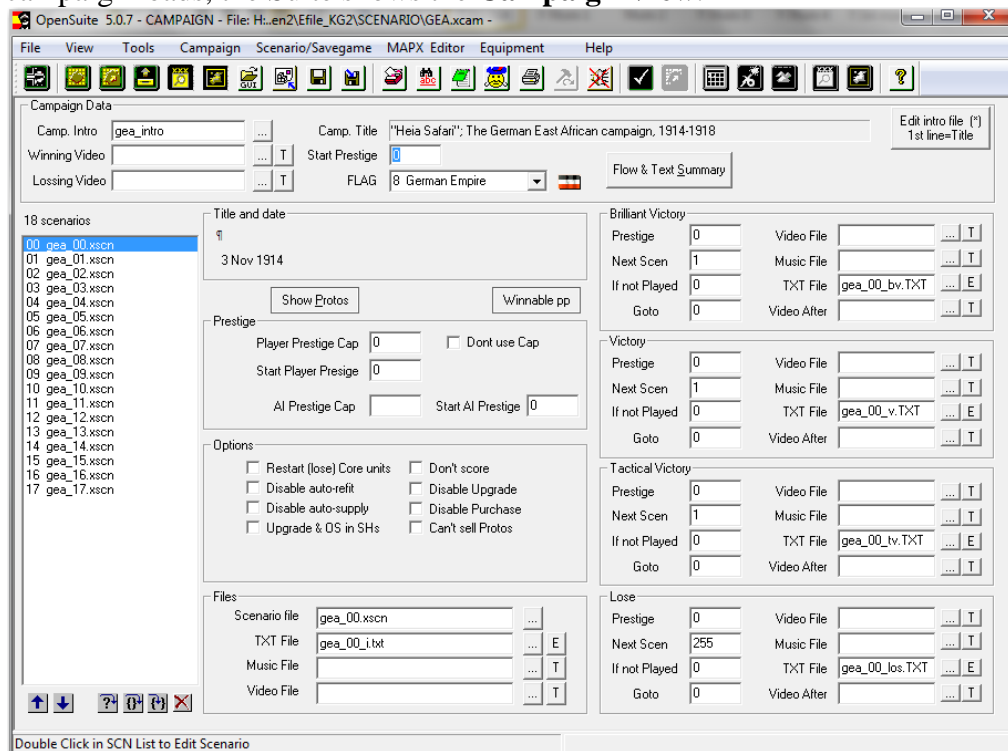 OpenSuite 5.0.7 - CAMPAIGN - File: H:..en2\Efile_KG2\SCENARIO\GEA.xcam -
File View Tools Campaign Scenario/Savegame MAPX Editor Equipment Help
GUI
Campaign Data
Camp. Intro gea_intro ... Camp. Title "Heia Safari"; The German East African campaign, 1914-1918
Edit intro file (*)
1st line=Title
Winning Video ... T Start Prestige 0
Flow & Text Summary
Lossing Video ... T FLAG 8 German Empire
18 scenarios
00 gea_00.xscn
01 gea_01.xscn
02 gea_02.xscn
03 gea_03.xscn
04 gea_04.xscn
05 gea_05.xscn
06 gea_06.xscn
07 gea_07.xscn
08 gea_08.xscn
09 gea_09.xscn
10 gea_10.xscn
11 gea_11.xscn
12 gea_12.xscn
13 gea_13.xscn
14 gea_14.xscn
15 gea_15.xscn
16 gea_16.xscn
17 gea_17.xscn
Title and date
¶
3 Nov 1914
Show Protos Winnable pp
Prestige
Player Prestige Cap 0 Dont use Cap
Start Player Presige 0
AI Prestige Cap Start AI Prestige 0
Options
Restart (lose) Core units Don't score
Disable auto-refit Disable Upgrade
Disable auto-supply Disable Purchase
Upgrade & OS in SHs Can't sell Protos
Files
Scenario file gea_00.xscn ...
TXT File gea_00_i.txt ... E
Music File ... T
Video File ... T
Brilliant Victory
Prestige 0 Video File ... T
Next Scen 1 Music File ... T
If not Played 0 TXT File gea_00_bv.TXT ... E
Goto 0 Video After ... T
Victory
Prestige 0 Video File ... T
Next Scen 1 Music File ... T
If not Played 0 TXT File gea_00_v.TXT ... E
Goto 0 Video After ... T
Tactical Victory
Prestige 0 Video File ... T
Next Scen 1 Music File ... T
If not Played 0 TXT File gea_00_tv.TXT ... E
Goto 0 Video After ... T
Lose
Prestige 0 Video File ... T
Next Scen 255 Music File ... T
If not Played 0 TXT File gea_00_los.TXT ... E
Goto 0 Video After ... T
Double Click in SCN List to Edit Scenario